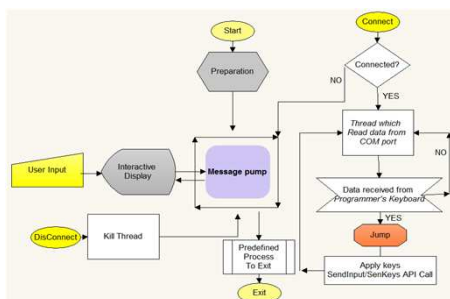 Start
Connect
Preparation
Connected?
NO
YES
Thread which
Read data from
COM port
User Input
Interactive
Display
Message pump
NO
Data received from
Programmer's Keyboard
YES
DisConnect
Kill Thread
Jump
Predefined
Process
To Exit
Apply keys
SendInput/SenKeys API Call
Exit